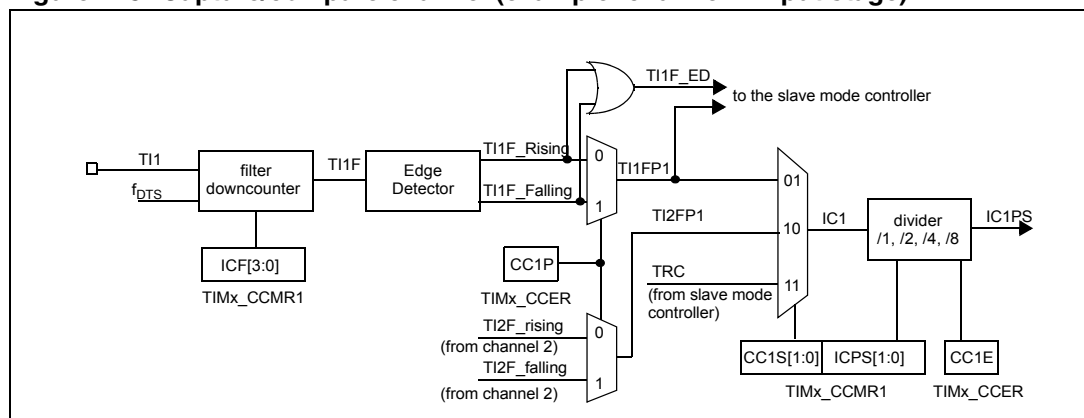 TI1F_ED
to the slave mode controller
TI1
filter
downcounter
fDTS
TI1F
Edge
Detector
TI1F_Rising
TI1F_Falling
0
1
TI1FP1
TI2FP1
01
10
11
IC1
divider
/1, /2, /4, /8
IC1PS
ICF[3:0]
TIMx_CCMR1
CC1P
TIMx_CCER
TRC
(from slave mode
controller)
TI2F_rising
(from channel 2)
TI2F_falling
(from channel 2)
0
1
CC1S[1:0]
ICPS[1:0]
TIMx_CCMR1
CC1E
TIMx_CCER